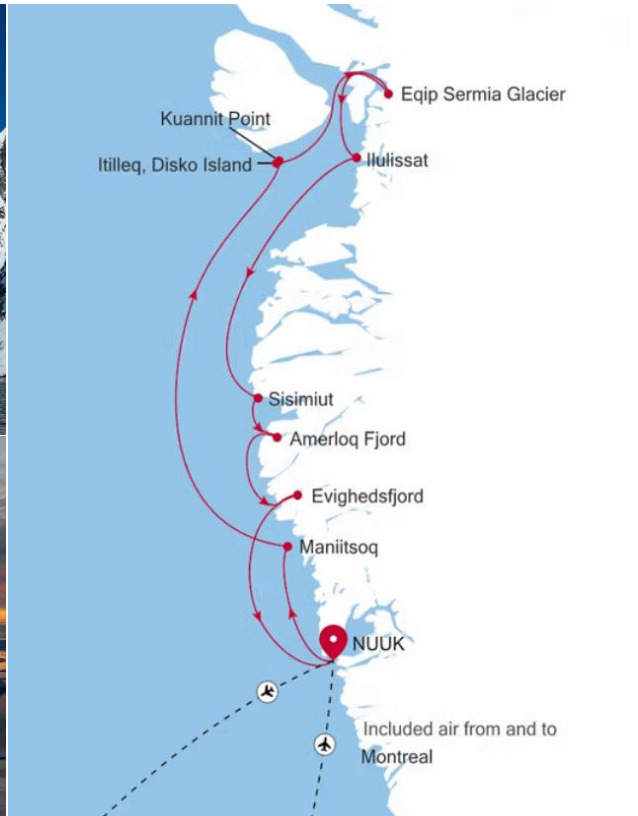 Eqip Sermia Glacier
Kuannit Point
Itilleq, Disko Island
Ilulissat
Sisimiut
Amerloq Fjord
Evighedsfjord
Maniitsoq
NUUK
Included air from and to
Montreal